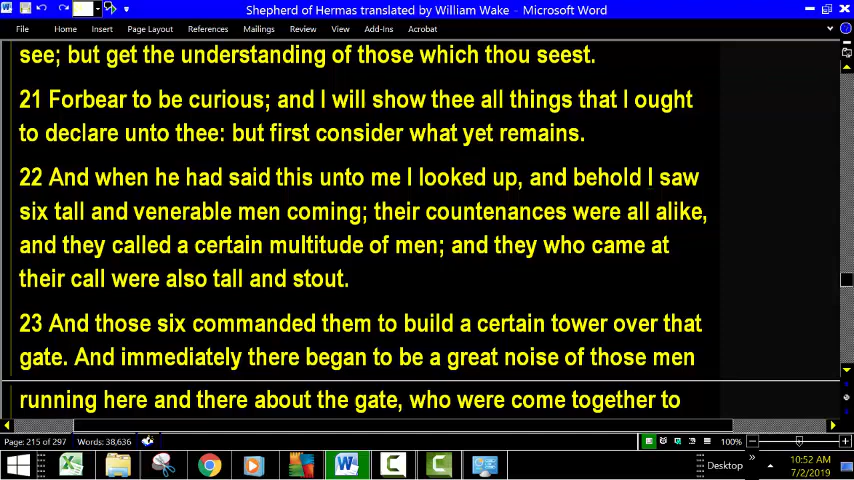 Shepherd of Hermas translated by William Wake - Microsoft Word
File Home Insert Page Layout References Mailings Review View Add-Ins Acrobat
see; but get the understanding of those which thou seest.
21 Forbear to be curious; and I will show thee all things that I ought
to declare unto thee: but first consider what yet remains.
22 And when he had said this unto me I looked up, and behold I saw
six tall and venerable men coming; their countenances were all alike,
and they called a certain multitude of men; and they who came at
their call were also tall and stout.
23 And those six commanded them to build a certain tower over that
gate. And immediately there began to be a great noise of those men
running here and there about the gate, who were come together to
Page: 215 of 297 Words: 38,636 100%
Desktop
10:52 AM
7/2/2019